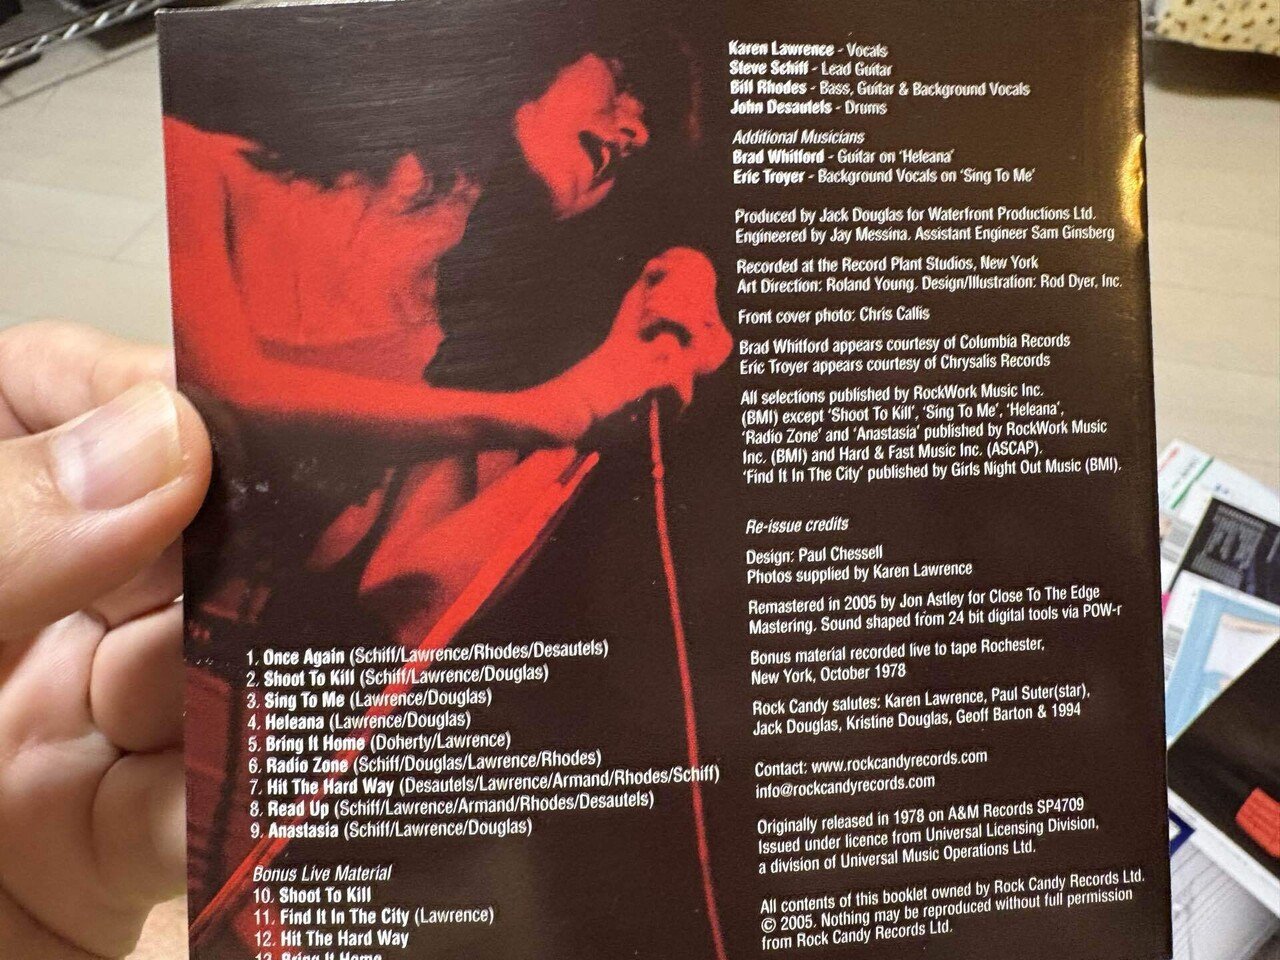 Karen Lawrence - Vocals
Steve Schiff - Lead Guitar
Bill Rhodes - Bass, Guitar & Background Vocals
John Desautels - Drums
Additional Musicians
Brad Whitford - Guitar on 'Heleana'
Eric Troyer - Background Vocals on 'Sing To Me'
Produced by Jack Douglas for Waterfront Productions Ltd.
Engineered by Jay Messina. Assistant Engineer Sam Ginsberg
Recorded at the Record Plant Studios, New York
Art Direction: Roland Young. Design/Illustration: Rod Dyer, Inc.
Front cover photo: Chris Callis
Brad Whitford appears courtesy of Columbia Records
Eric Troyer appears courtesy of Chrysalis Records
All selections published by RockWork Music Inc.
(BMI) except 'Shoot To Kill', 'Sing To Me', 'Heleana',
'Radio Zone' and 'Anastasia' published by RockWork Music
Inc. (BMI) and Hard & Fast Music Inc. (ASCAP).
'Find It In The City' published by Girls Night Out Music (BMI).
Re-issue credits
Design: Paul Chessell
Photos supplied by Karen Lawrence
Remastered in 2005 by Jon Astley for Close To The Edge
Mastering. Sound shaped from 24 bit digital tools via POW-r
Bonus material recorded live to tape Rochester,
New York, October 1978
Rock Candy salutes: Karen Lawrence, Paul Suter(star),
Jack Douglas, Kristine Douglas, Geoff Barton & 1994
Contact: www.rockcandyrecords.com
info@rockcandyrecords.com
Originally released in 1978 on A&M Records SP4709
Issued under licence from Universal Licensing Division,
a division of Universal Music Operations Ltd.
All contents of this booklet owned by Rock Candy Records Ltd.
© 2005. Nothing may be reproduced without full permission
from Rock Candy Records Ltd.
1. Once Again (Schiff/Lawrence/Rhodes/Desautels)
2. Shoot To Kill (Schiff/Lawrence/Douglas)
3. Sing To Me (Lawrence/Douglas)
4. Heleana (Lawrence/Douglas)
5. Bring It Home (Doherty/Lawrence)
6. Radio Zone (Schiff/Douglas/Lawrence/Rhodes)
7. Hit The Hard Way (Desautels/Lawrence/Armand/Rhodes/Schiff)
8. Read Up (Schiff/Lawrence/Armand/Rhodes/Desautels)
9. Anastasia (Schiff/Lawrence/Douglas)
Bonus Live Material
10. Shoot To Kill
11. Find It In The City (Lawrence)
12. Hit The Hard Way
13. Bring It Home